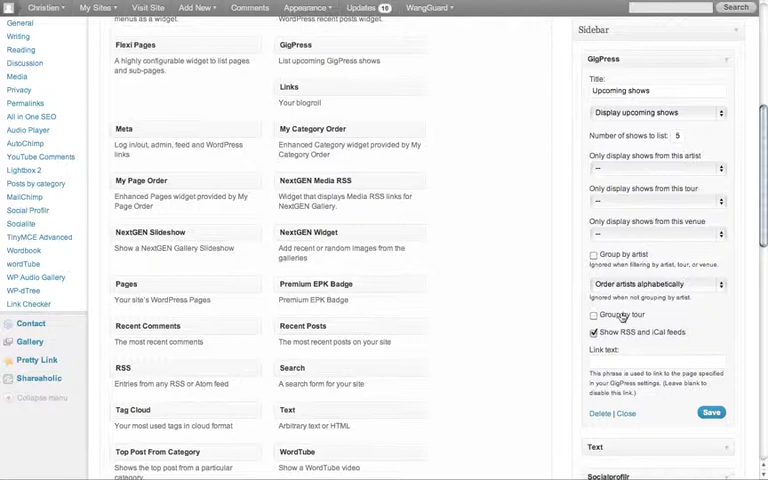 Christien ▾ My Sites ▾ Visit Site Add New ▾ Comments Appearance ▾ Updates 18 WangGuard ▾ Search
General
Writing
Reading
Discussion
Media
Privacy
Permalinks
All in One SEO
Audio Player
AutoChimp
YouTube Comments
Lightbox 2
Posts by category
MailChimp
Social Profilr
Socialite
TinyMCE Advanced
Wordbook
wordTube
WP Audio Gallery
WP-dTree
Link Checker
Contact
Gallery
Pretty Link
Shareaholic
Collapse menu
menus as a widget.
WordPress recent posts widget.
Flexi Pages
A highly configurable widget to list pages
and sub-pages.
GigPress
List upcoming GigPress shows
Links
Your blogroll
Meta
Log in/out, admin, feed and WordPress
links
My Category Order
Enhanced Category widget provided by My
Category Order
My Page Order
Enhanced Pages widget provided by My
Page Order
NextGEN Media RSS
Widget that displays Media RSS links for
NextGEN Gallery.
NextGEN Slideshow
Show a NextGEN Gallery Slideshow
NextGEN Widget
Add recent or random images from the
galleries
Pages
Your site's WordPress Pages
Premium EPK Badge
Premium EPK Badge
Recent Comments
The most recent comments
Recent Posts
The most recent posts on your site
RSS
Entries from any RSS or Atom feed
Search
A search form for your site
Tag Cloud
Your most used tags in cloud format
Text
Arbitrary text or HTML
Top Post From Category
Shows the top post from a particular
WordTube
Show a WordTube video
Sidebar
GigPress
Title:
Upcoming shows
Display upcoming shows
Number of shows to list: 5
Only display shows from this artist
--
Only display shows from this tour
--
Only display shows from this venue
--
Group by artist
Ignored when filtering by artist, tour, or venue.
Order artists alphabetically
Ignored when not grouping by artist.
Group by tour
Show RSS and iCal feeds
Link text:
This phrase is used to link to the page specified
in your GigPress settings. (Leave blank to
disable this link.)
Delete | Close Save
Text
Socialprofilr